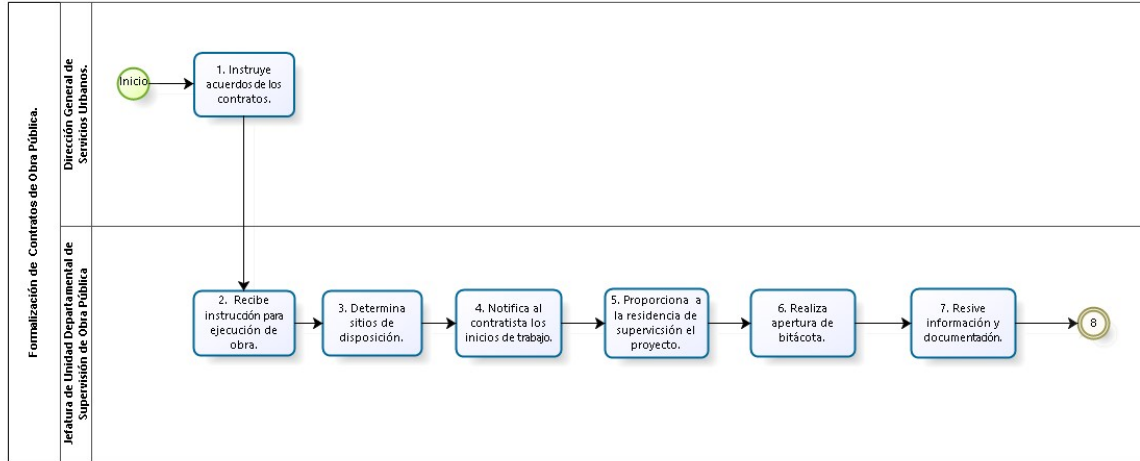 Formalización de Contratos de Obra Pública.
Dirección General de
Servicios Urbanos.
Inicio
1. Instruye
acuerdos de los
contratos.
Jefatura de Unidad Departamental de
Supervisión de Obra Pública
2. Recibe
instrucción para
ejecución de
obra.
3. Determina
sitios de
disposición.
4. Notifica al
contratista los
inicios de trabajo.
5. Proporciona a
la residencia de
supervicsión el
proyecto.
6. Realiza
apertura de
bitácota.
7. Resive
información y
documentación.
8